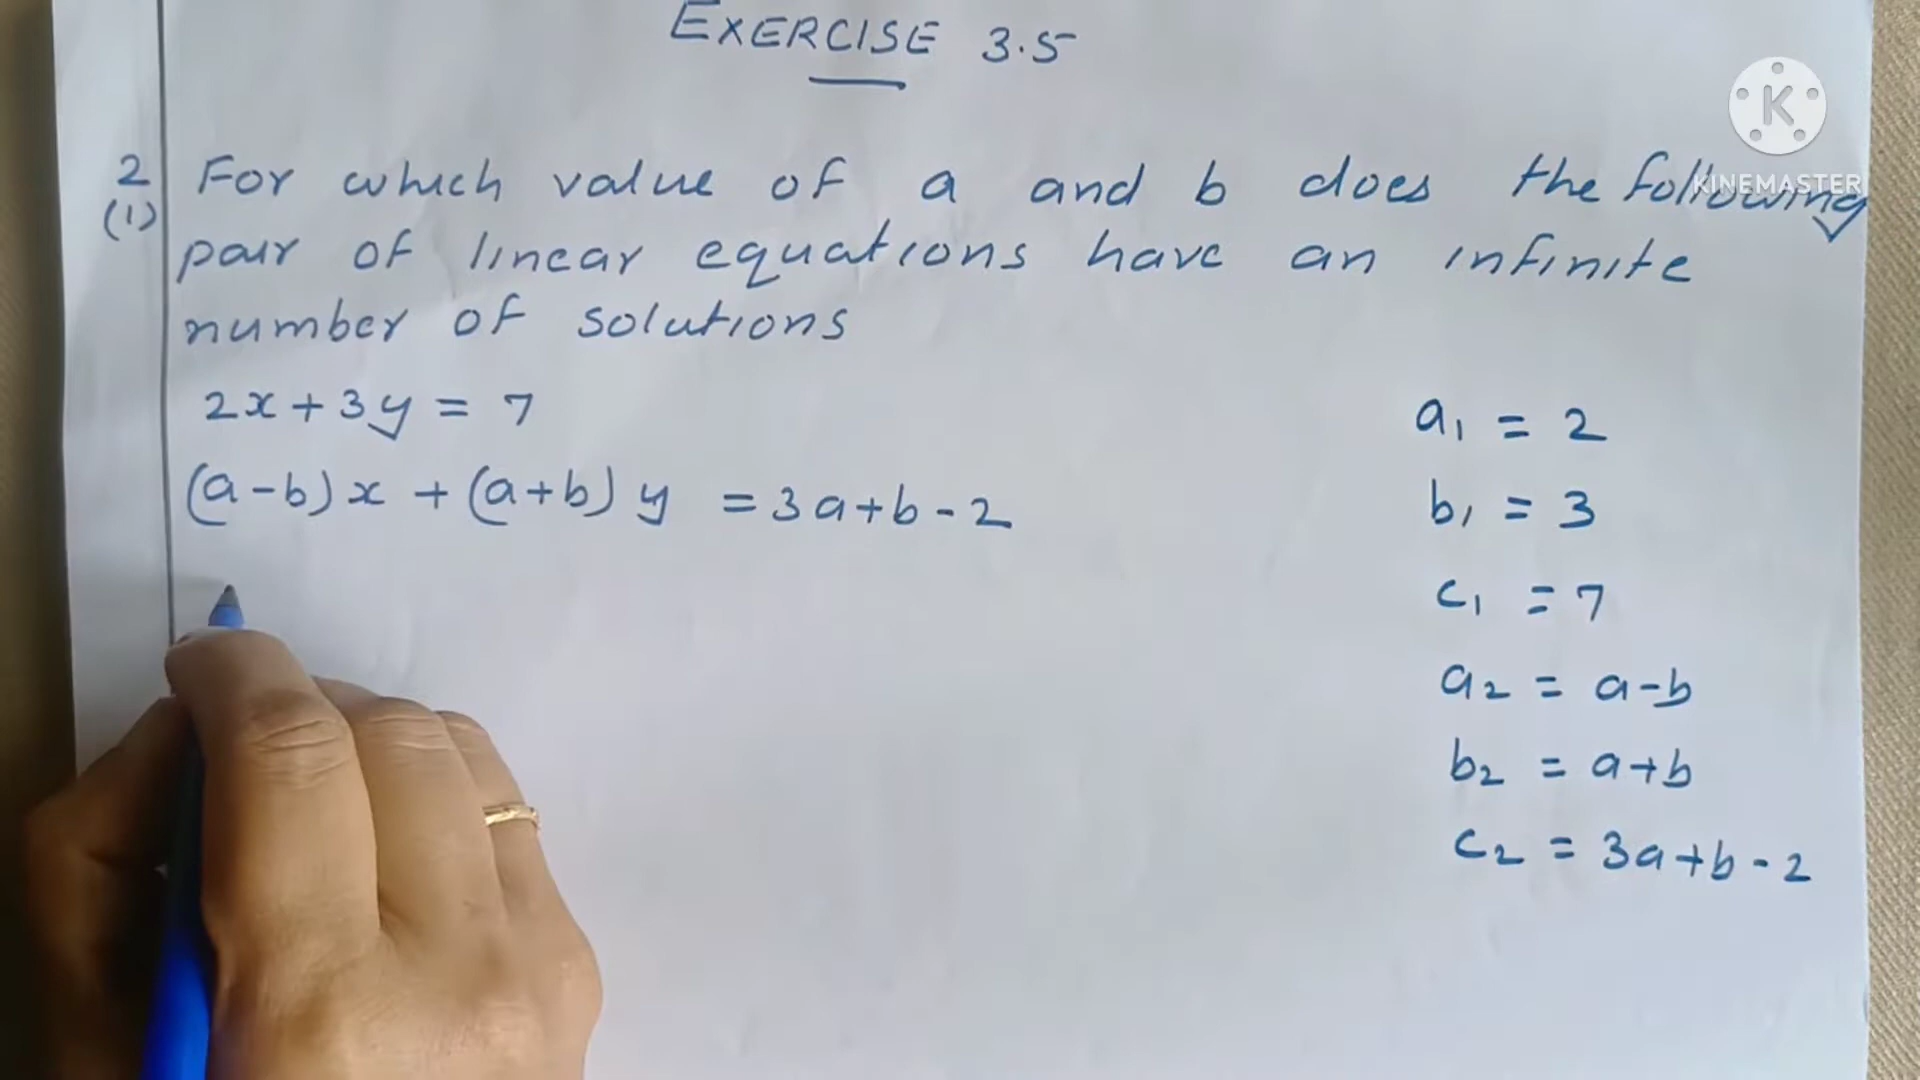 EXERCISE 3.5
K
KINEMASTER
2 For which value of a and b does the following
(1) pair of linear equations have an infinite
number of solutions
2x + 3y = 7
(a-b)x + (a+b) y = 3a+b-2
a₁ = 2
b₁ = 3
c₁ = 7
a₂ = a-b
b₂ = a+b
c₂ = 3a+b-2